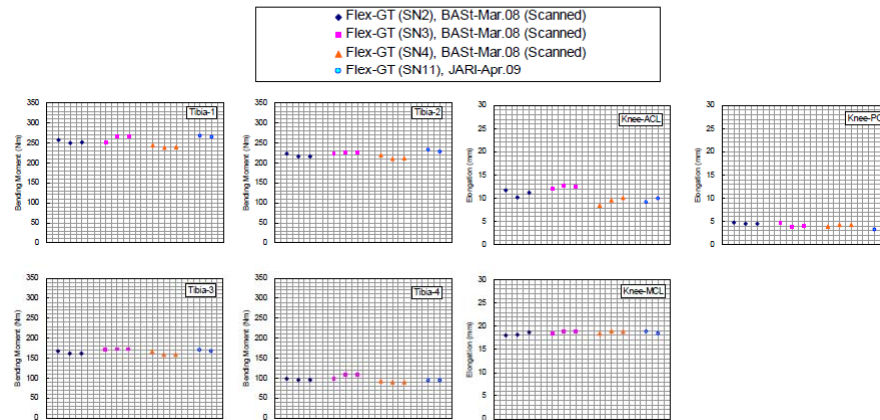 Flex-GT (SN2), BASt-Mar.08 (Scanned)
Flex-GT (SN3), BASt-Mar.08 (Scanned)
Flex-GT (SN4), BASt-Mar.08 (Scanned)
Flex-GT (SN11), JARI-Apr.09
Tibia-1
Bending Moment (Nm)
350
300
250
200
150
100
50
0
Tibia-2
Bending Moment (Nm)
350
300
250
200
150
100
50
0
Knee-ACL
Elongation (mm)
30
25
20
15
10
5
0
Knee-PC
Elongation (mm)
30
25
20
15
10
5
0
Tibia-3
Bending Moment (Nm)
350
300
250
200
150
100
50
0
Tibia-4
Bending Moment (Nm)
350
300
250
200
150
100
50
0
Knee-MCL
Elongation (mm)
30
25
20
15
10
5
0